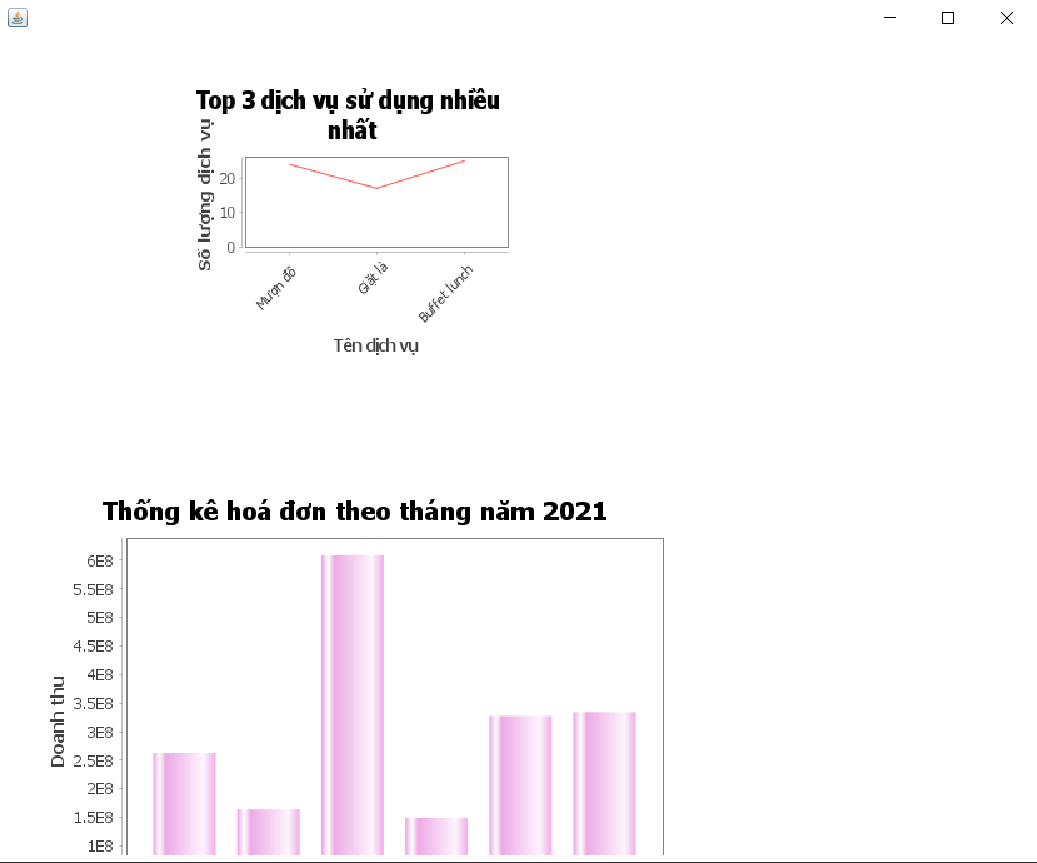 Top 3 dịch vụ sử dụng nhiều
nhất
Số lượng dịch vụ
20
10
0
Mượn đồ
Giặt là
Buffet lunch
Tên dịch vụ
Thống kê hoá đơn theo tháng năm 2021
Doanh thu
6E8
5.5E8
5E8
4.5E8
4E8
3.5E8
3E8
2.5E8
2E8
1.5E8
1E8